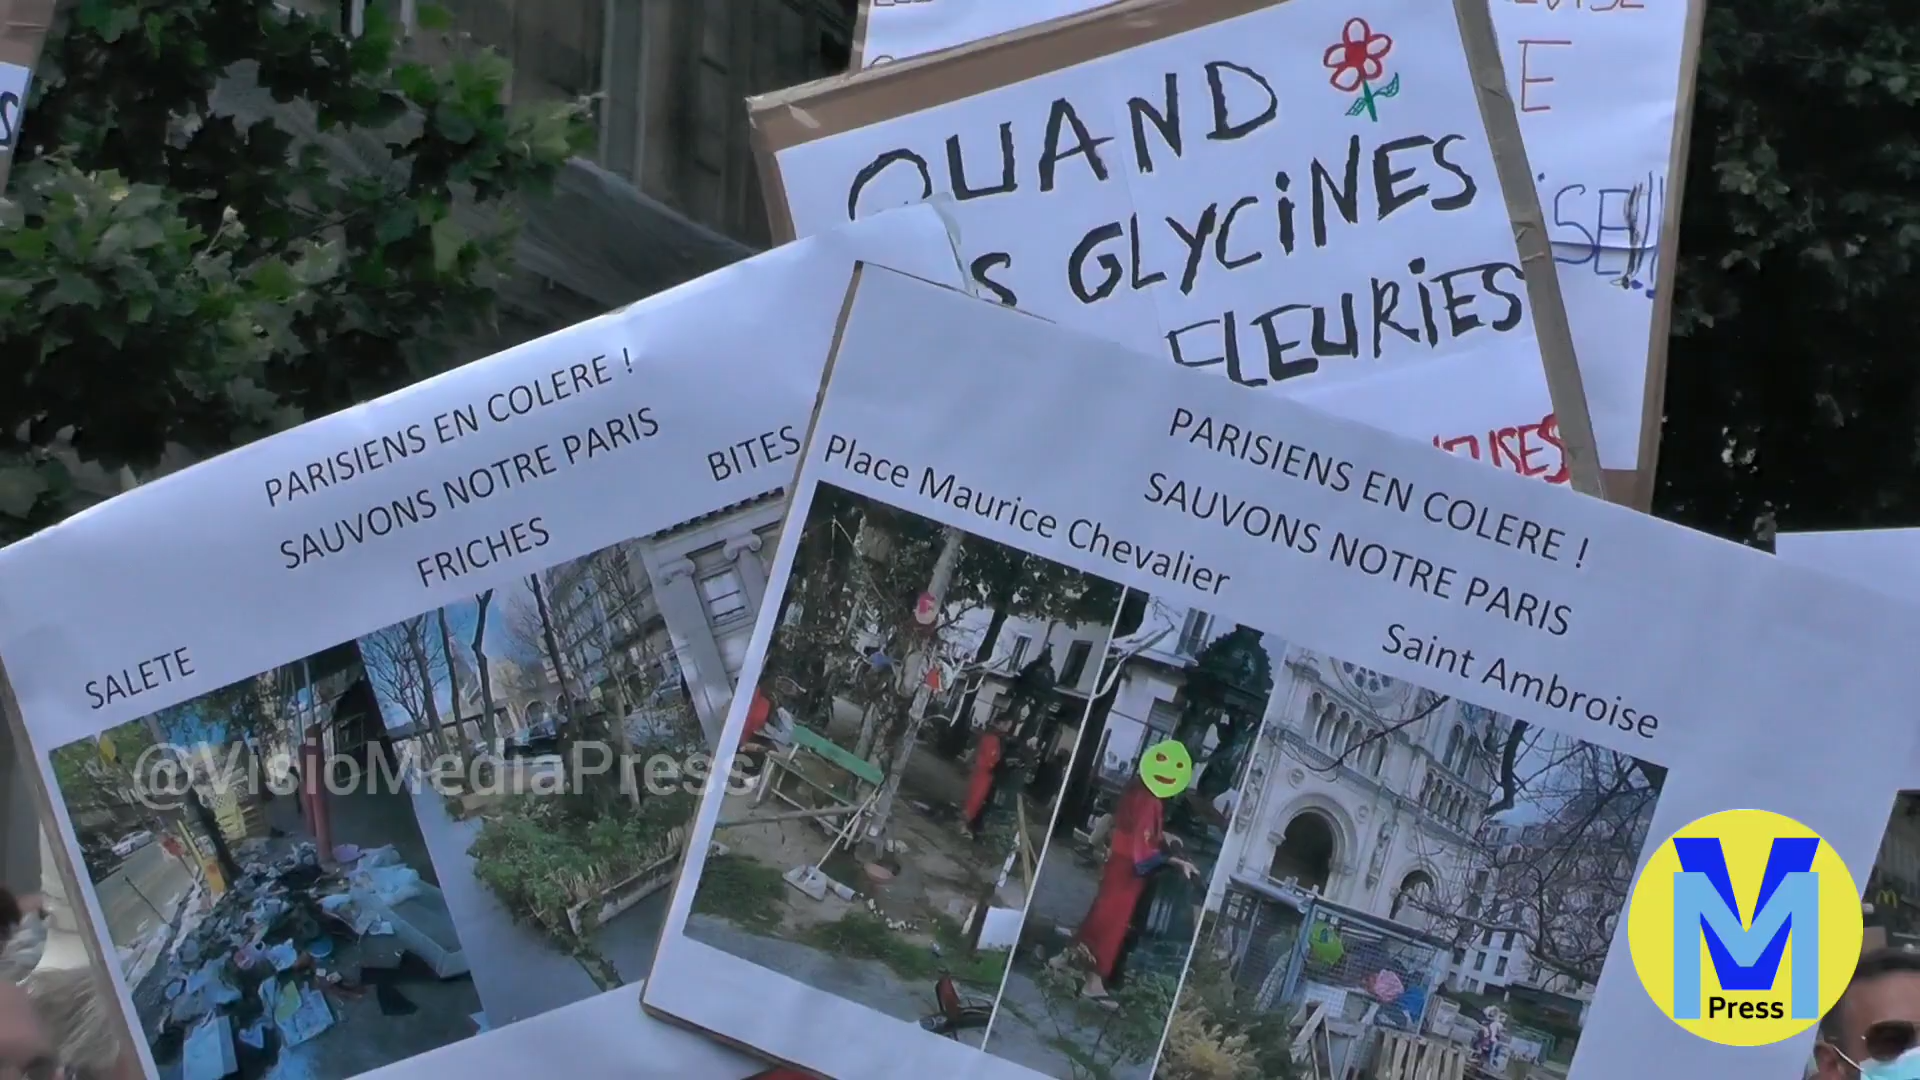 QUAND
S GLYCINES
FLEURIES
E
PARISIENS EN COLERE !
SAUVONS NOTRE PARIS
FRICHES
BITES
SALETE
PARISIENS EN COLERE !
SAUVONS NOTRE PARIS
Place Maurice Chevalier
Saint Ambroise
@VisioMediaPress
VM
Press